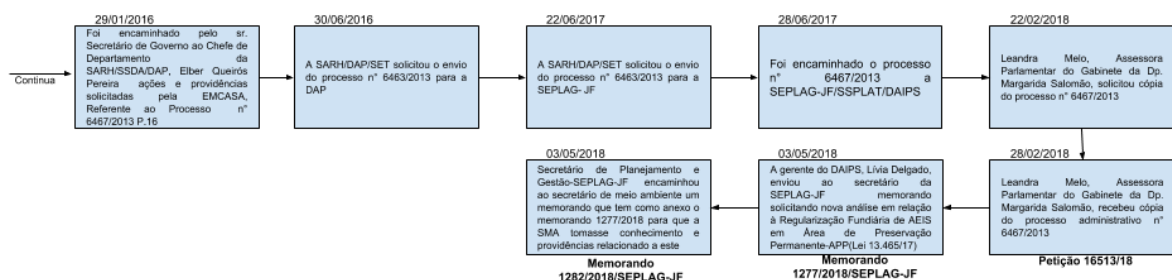 29/01/2016
Foi encaminhado pelo sr.
Secretário de Governo ao Chefe de
Departamento da
SARH/SSDA/DAP, Elber Queirós
Pereira ações e providências
solicitadas pela EMCASA,
Referente ao Processo n°
6467/2013 P.16
Continua
30/06/2016
A SARH/DAP/SET solicitou o envio
do processo n° 6463/2013 para a
DAP
22/06/2017
A SARH/DAP/SET solicitou o envio
do processo n° 6463/2013 para a
SEPLAG- JF
28/06/2017
Foi encaminhado o processo
n° 6467/2013 a
SEPLAG-JF/SSPLAT/DAIPS
22/02/2018
Leandra Melo, Assessora
Parlamentar do Gabinete da Dp.
Margarida Salomão, solicitou cópia
do processo n° 6467/2013
28/02/2018
Leandra Melo, Assessora
Parlamentar do Gabinete da Dp.
Margarida Salomão, recebeu cópia
do processo administrativo n°
6467/2013
Petição 16513/18
03/05/2018
A gerente do DAIPS, Lívia Delgado,
enviou ao secretário da
SEPLAG-JF memorando
solicitando nova análise em relação
à Regularização Fundiária de AEIS
em Área de Preservação
Permanente-APP(Lei 13.465/17)
Memorando
1277/2018/SEPLAG-JF
03/05/2018
Secretário de Planejamento e
Gestão-SEPLAG-JF encaminhou
ao secretário de meio ambiente um
memorando que tem como anexo o
memorando 1277/2018 para que a
SMA tomasse conhecimento e
providências relacionado a este
Memorando
1282/2018/SEPLAG-JF